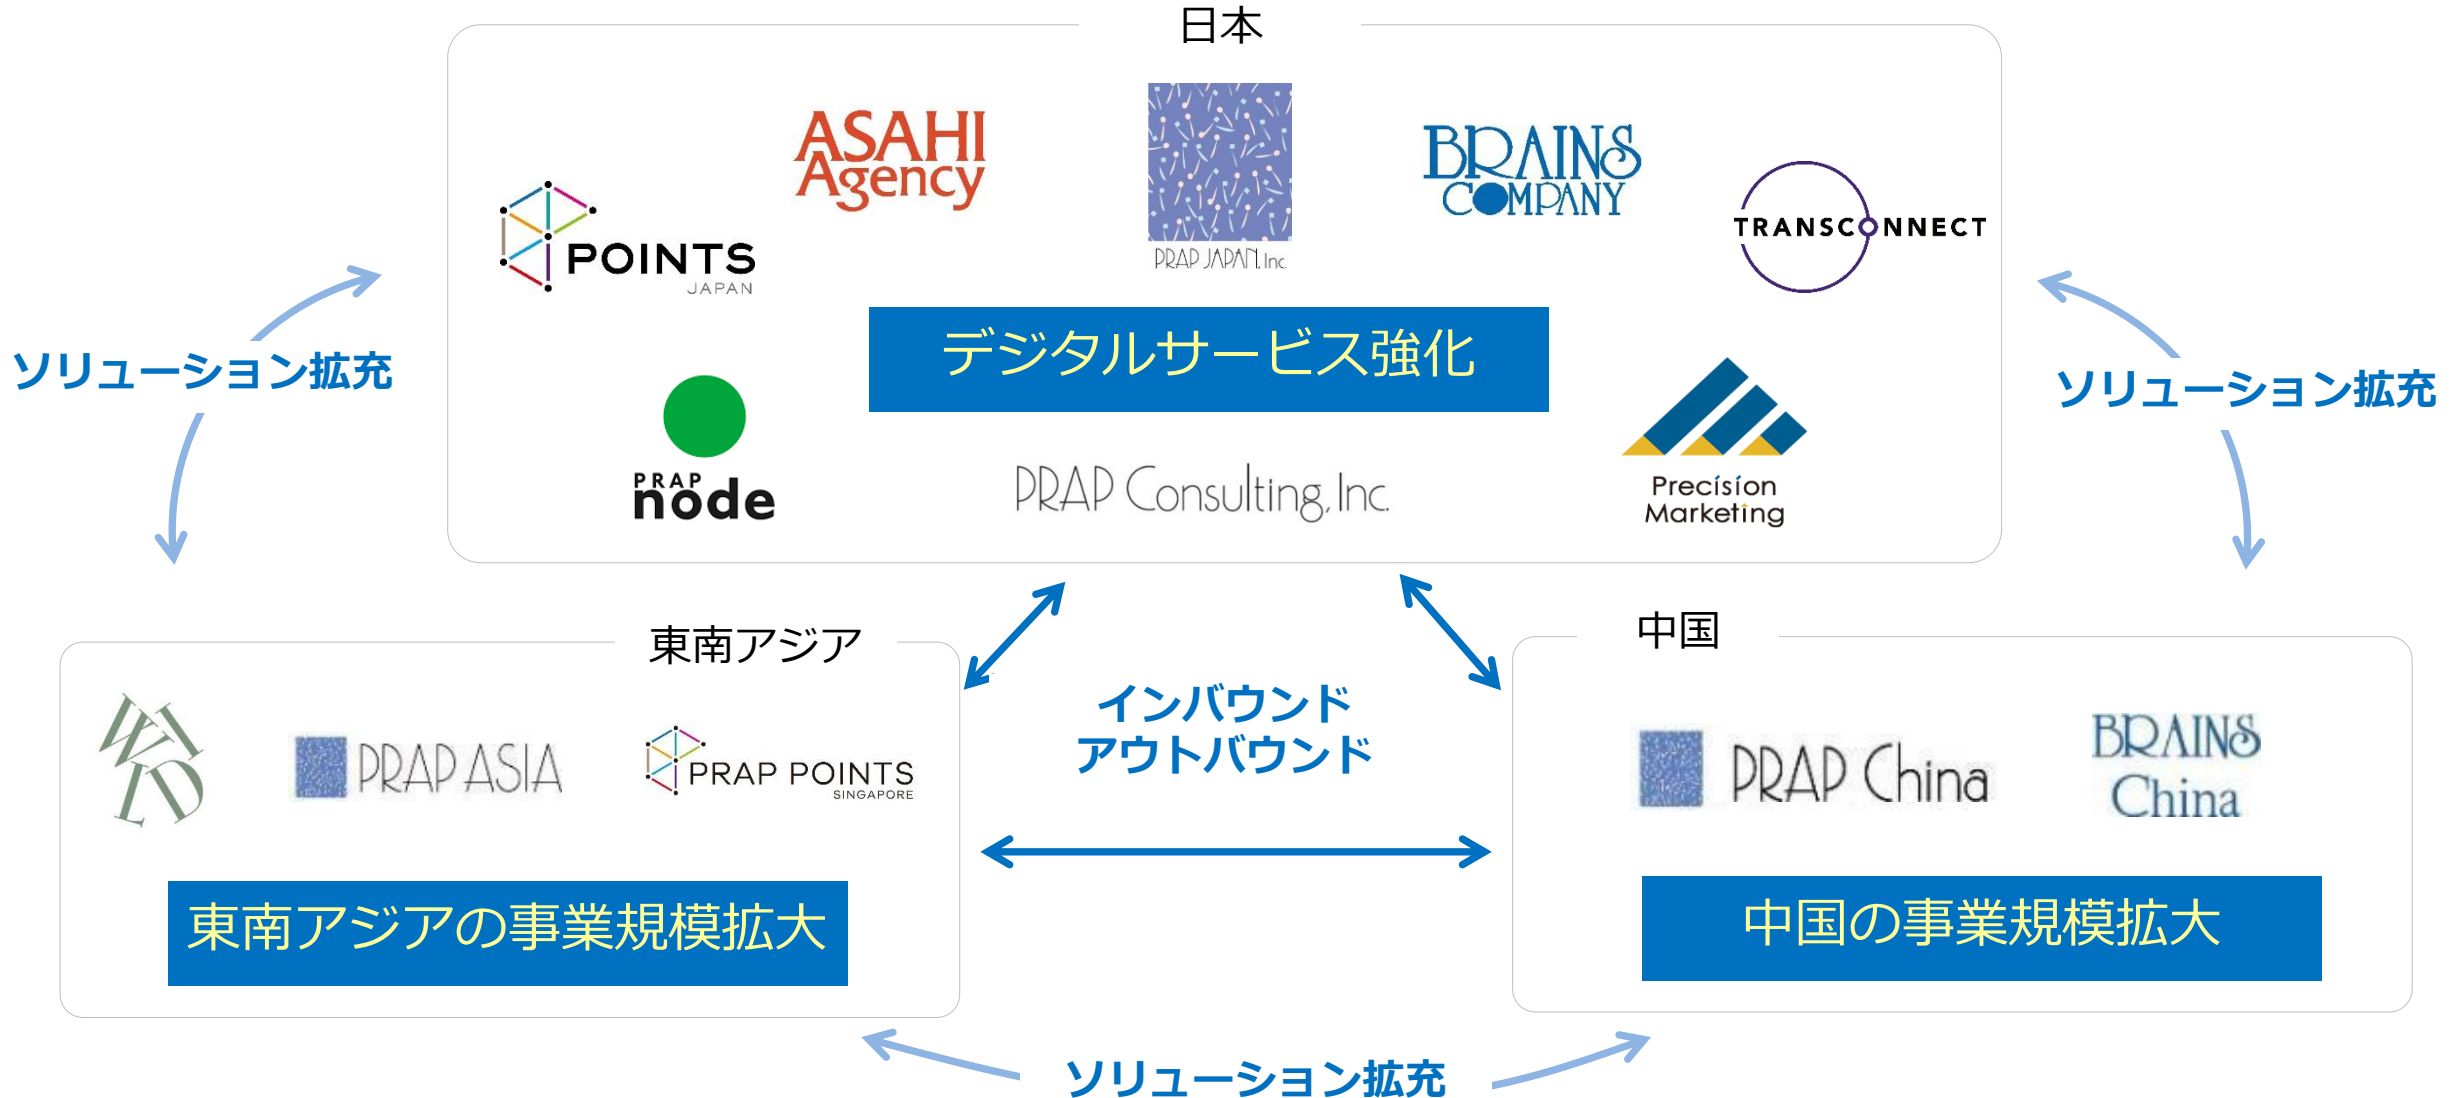 日本
ASAHI
Agency
PRAP JAPAN, Inc.
BRAINS
COMPANY
POINTS
JAPAN
TRANSCONNECT
デジタルサービス強化
ソリューション拡充
ソリューション拡充
PRAP
node
PRAP Consulting, Inc.
Precision
Marketing
東南アジア
中国
WILD
PRAP ASIA
PRAP POINTS
SINGAPORE
インバウンド
アウトバウンド
PRAP China
BRAINS
China
東南アジアの事業規模拡大
中国の事業規模拡大
ソリューション拡充